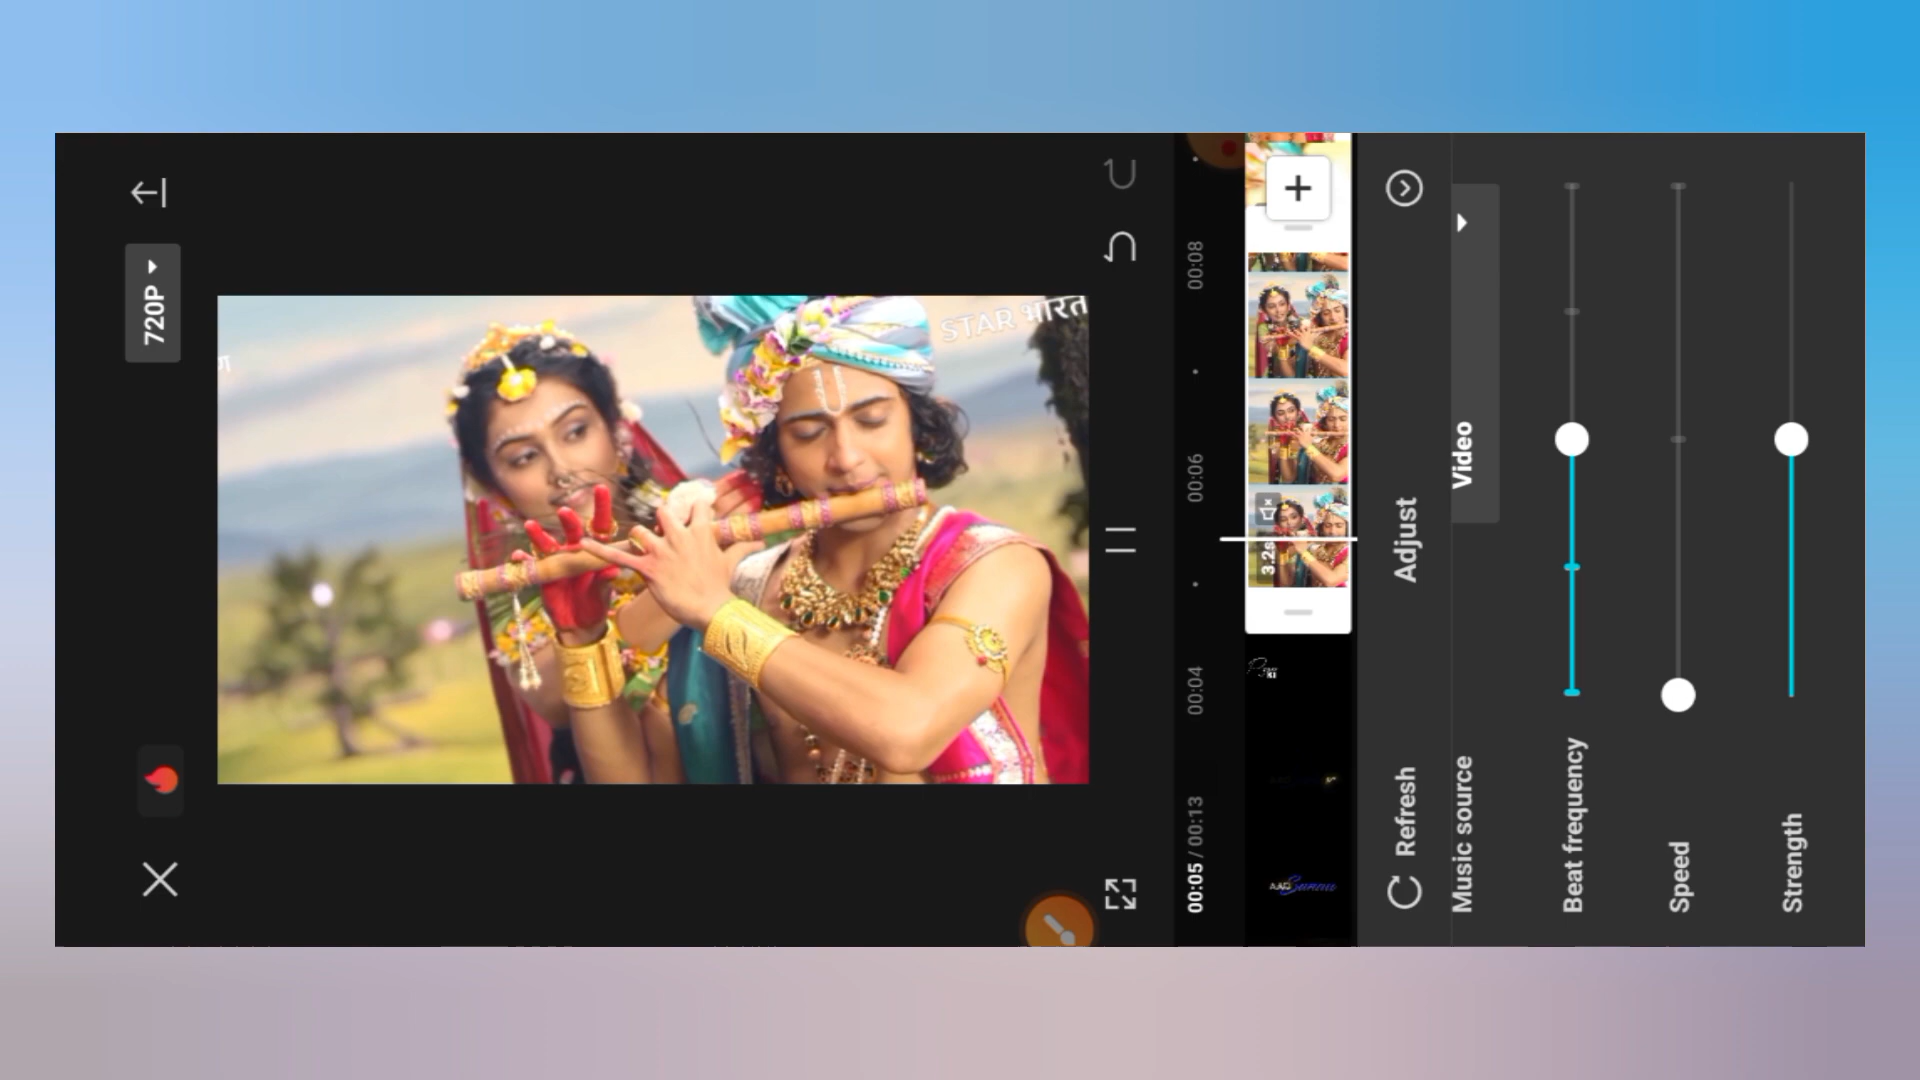 720P
STAR भारत
00:05 / 00:13
00:04
00:06
00:08
3.2s
Refresh
Adjust
Music source
Video
Beat frequency
Speed
Strength